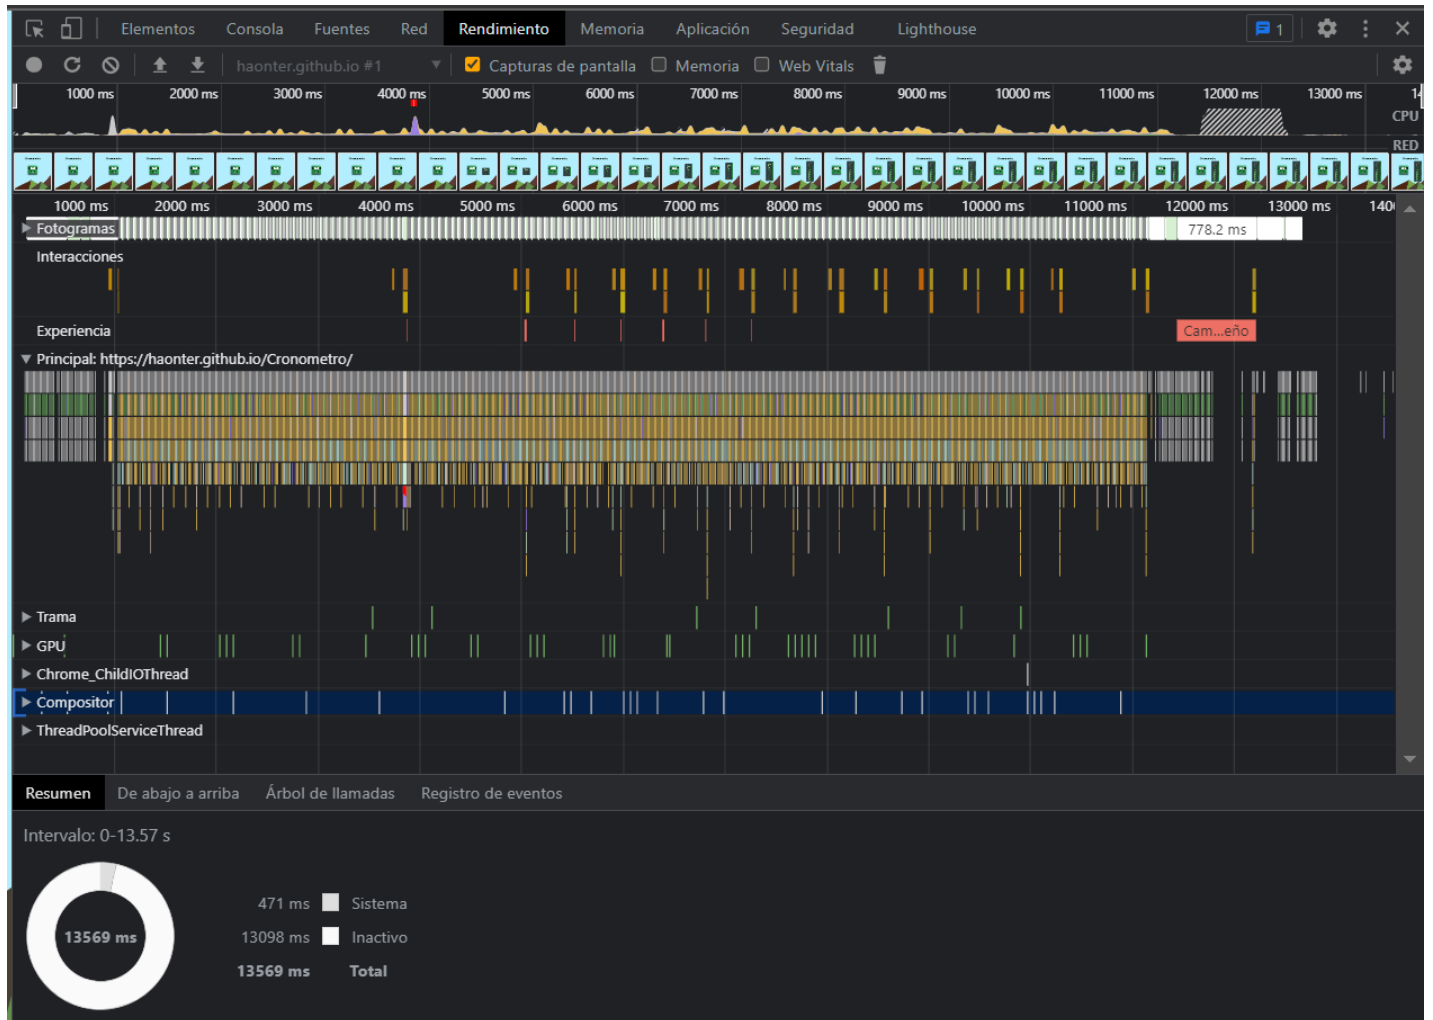 Elementos Consola Fuentes Red Rendimiento Memoria Aplicación Seguridad Lighthouse 1
haonter.github.io #1 Capturas de pantalla Memoria Web Vitals
1000 ms 2000 ms 3000 ms 4000 ms 5000 ms 6000 ms 7000 ms 8000 ms 9000 ms 10000 ms 11000 ms 12000 ms 13000 ms 14
CPU
RED
1000 ms 2000 ms 3000 ms 4000 ms 5000 ms 6000 ms 7000 ms 8000 ms 9000 ms 10000 ms 11000 ms 12000 ms 13000 ms 140
Fotogramas 778.2 ms
Interacciones
Experiencia Cam...eño
Principal: https://haonter.github.io/Cronometro/
Trama
GPU
Chrome_ChildIOThread
Compositor
ThreadPoolServiceThread
Resumen De abajo a arriba Árbol de llamadas Registro de eventos
Intervalo: 0-13.57 s
471 ms Sistema
13569 ms 13098 ms Inactivo
13569 ms Total